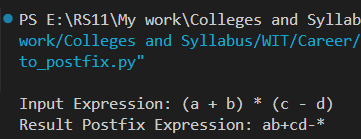 PS E:\RS11\My work\Colleges and Syllab
work/Colleges and Syllabus/WIT/Career/
to_postfix.py"
Input Expression: (a + b) * (c - d)
Result Postfix Expression: ab+cd-*